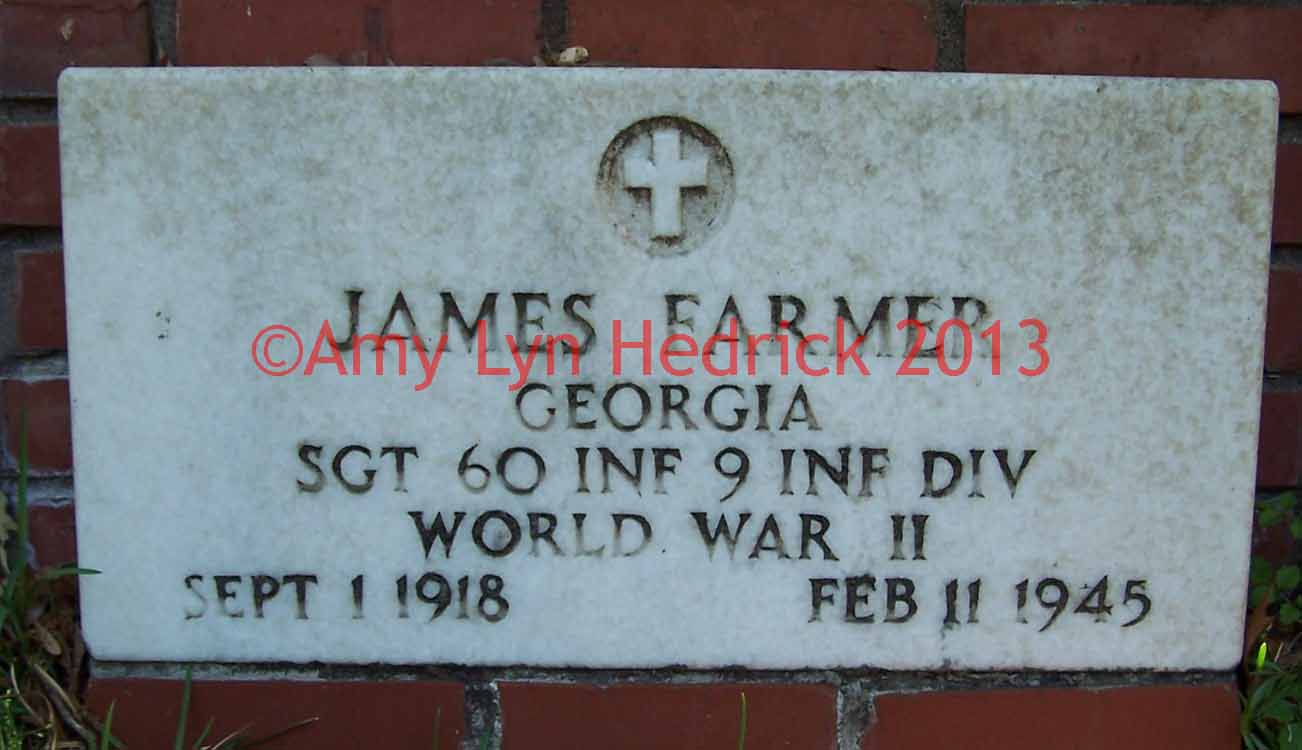 JAMES FARMER
©Amy Lyn Hedrick 2013
GEORGIA
SGT 60 INF 9 INF DIV
WORLD WAR II
SEPT 1 1918 FEB 11 1945